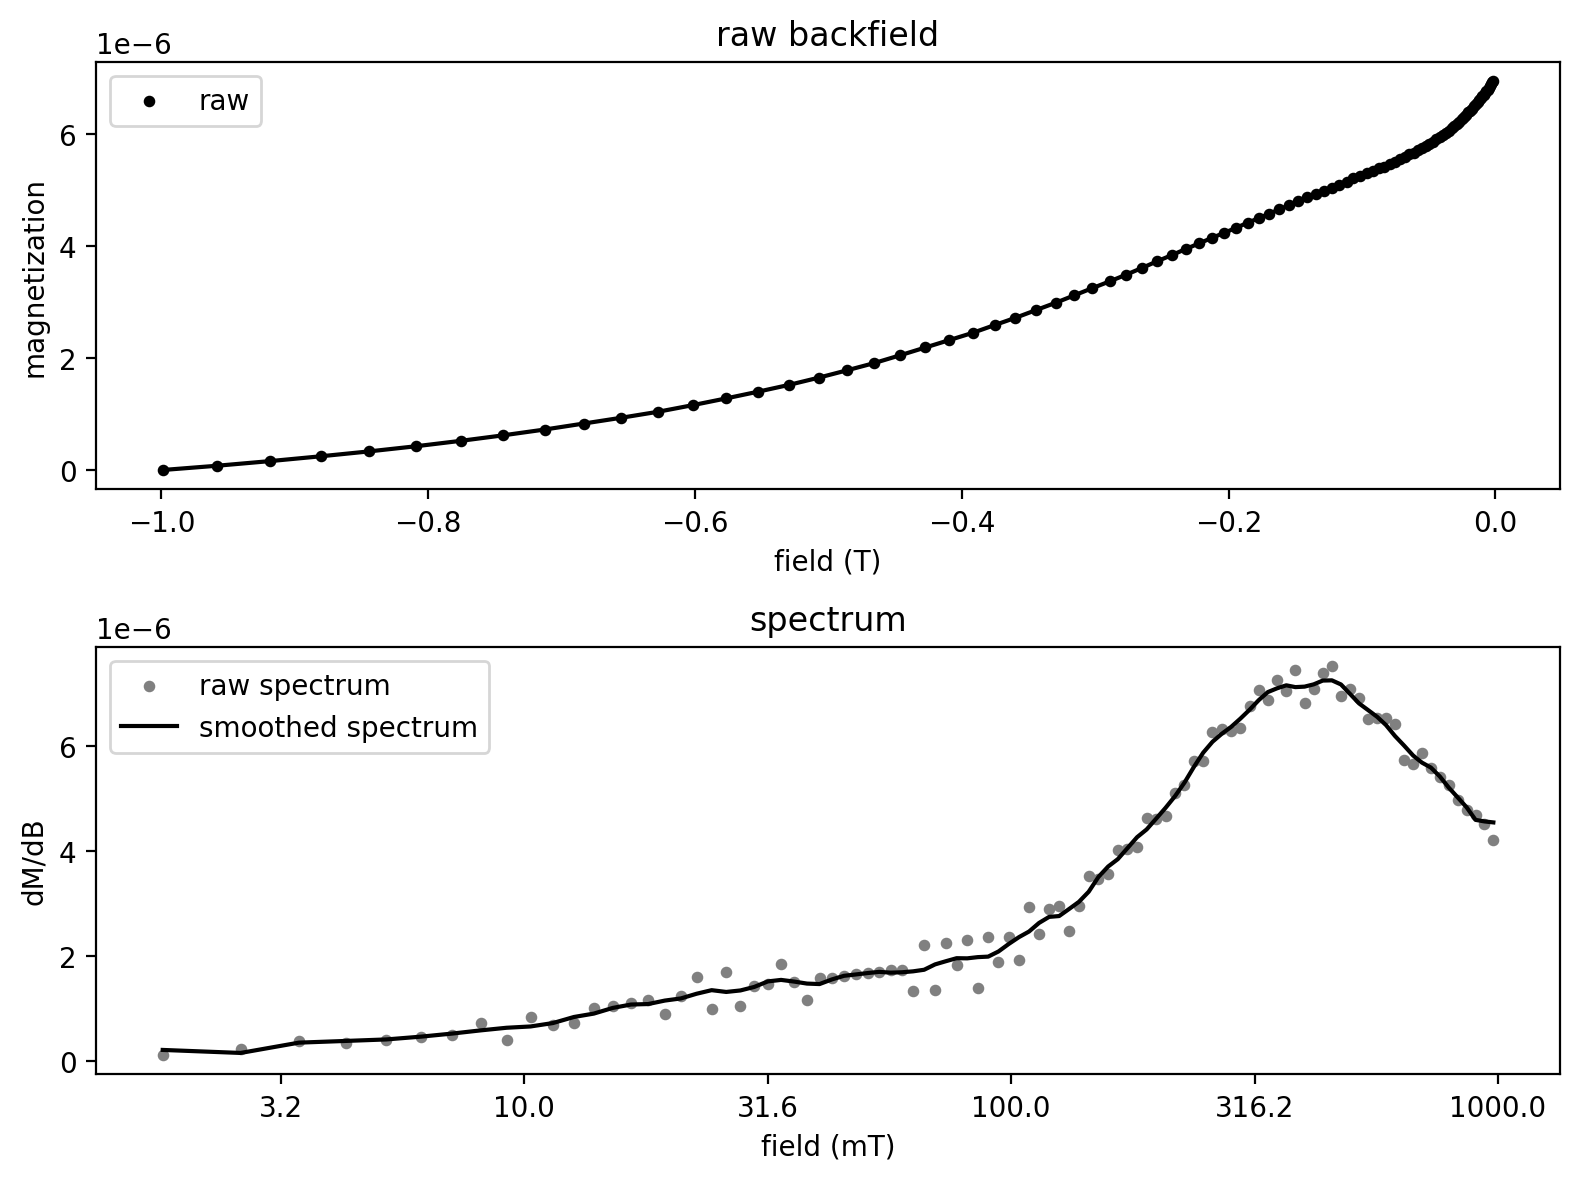 raw backfield
1e−6
raw
6
4
2
0
magnetization
−1.0 −0.8 −0.6 −0.4 −0.2 0.0
field (T)
spectrum
1e−6
raw spectrum
smoothed spectrum
6
4
2
0
dM/dB
3.2 10.0 31.6 100.0 316.2 1000.0
field (mT)